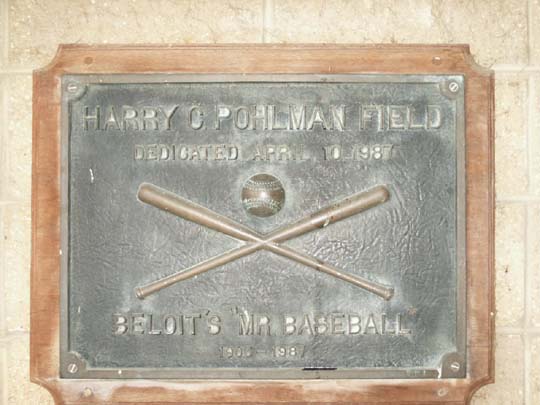 HARRY C POHLMAN FIELD
DEDICATED APRIL 10, 1987
BELOIT'S "MR BASEBALL"